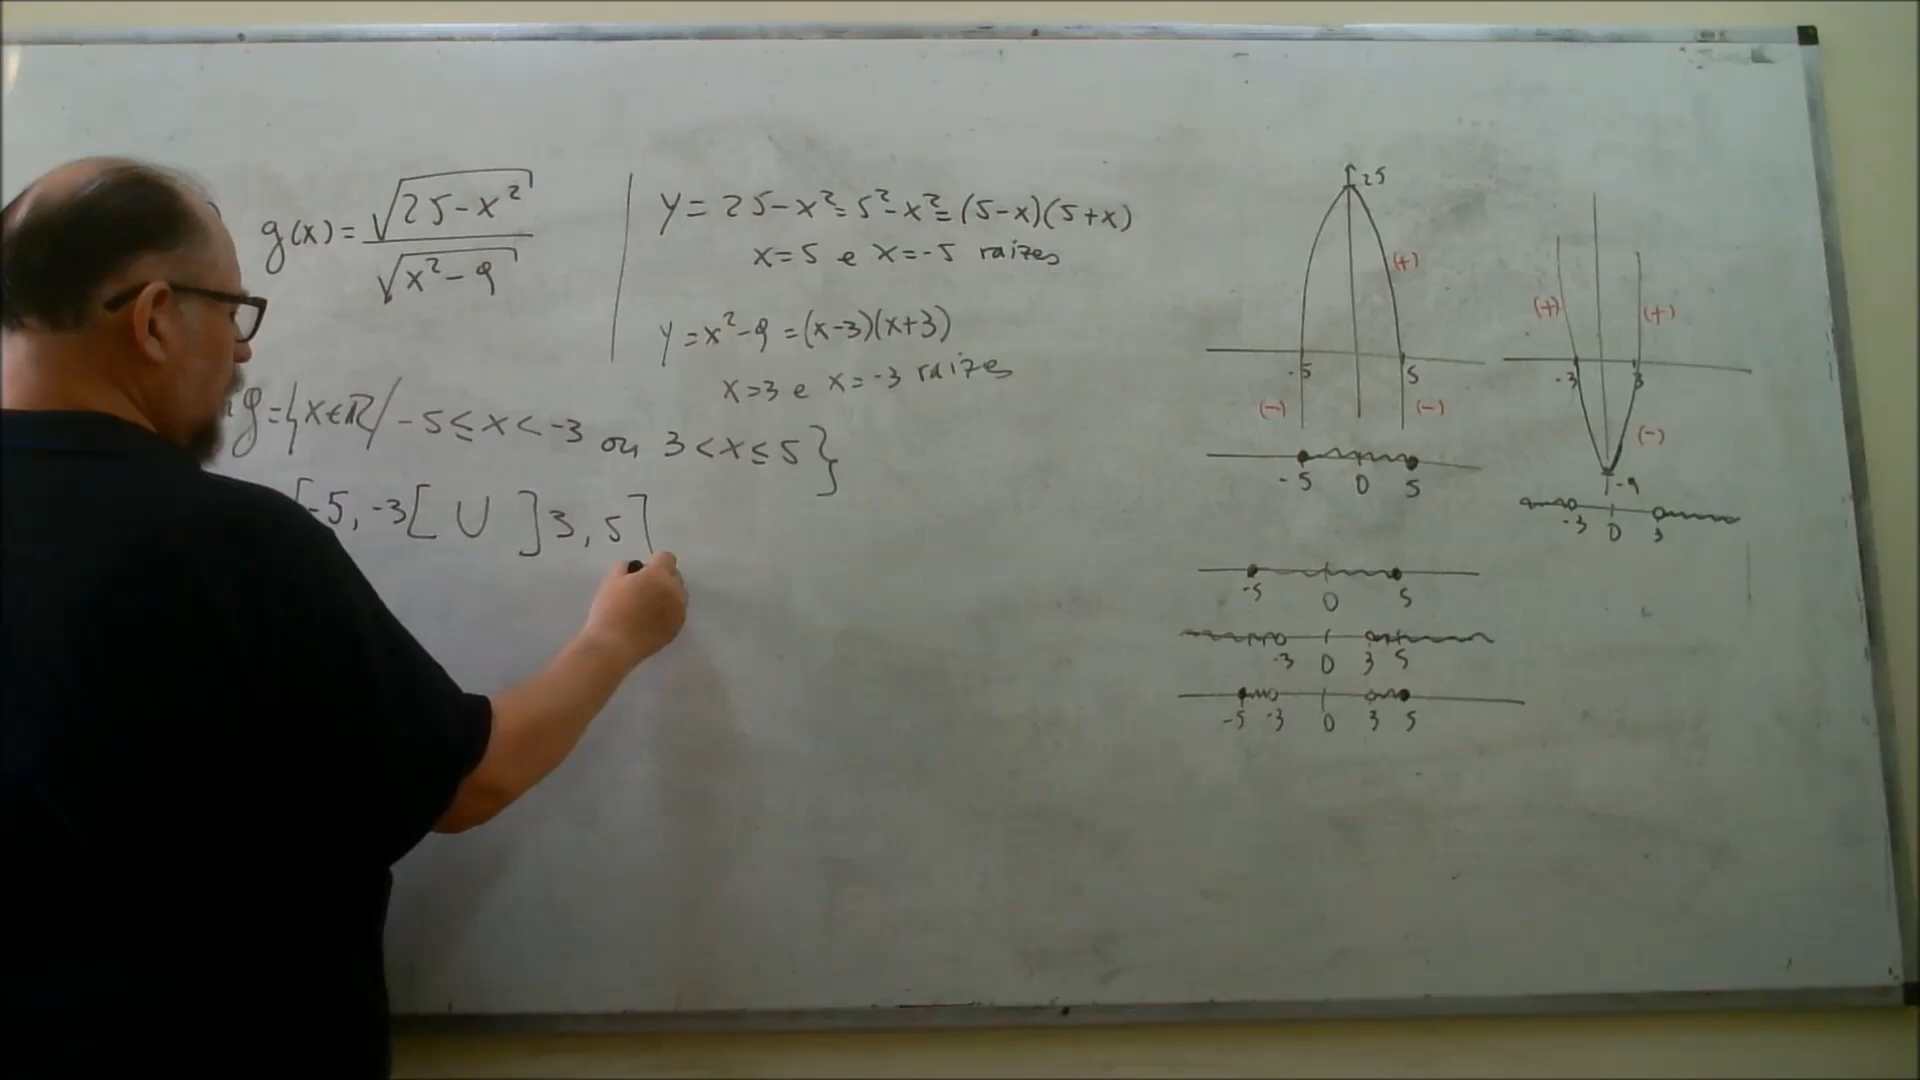 g(x) = √(25-x²) / √(x²-9)
y = 25-x² = 5²-x² = (5-x)(5+x)
x=5 e x=-5 raízes
y = x²-9 = (x-3)(x+3)
x=3 e x=-3 raízes
g = {x∈R / -5 ≤ x < -3 ou 3 < x ≤ 5}
[-5, -3[ U ]3, 5]
25
(+)
-5 5
(-) (-)
-5 0 5
(+) (+)
-3 3
(-)
-9
-3 0 3
-5 0 5
-3 0 3 5
-5 -3 0 3 5